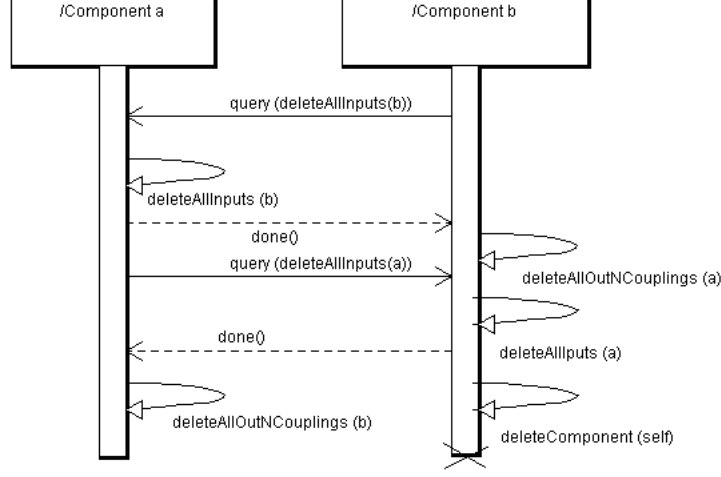 /Component a
/Component b
query (deleteAllInputs(b))
deleteAllInputs (b)
done()
query (deleteAllInputs(a))
deleteAllOutNCouplings (a)
done()
deleteAllIputs (a)
deleteAllOutNCouplings (b)
deleteComponent (self)